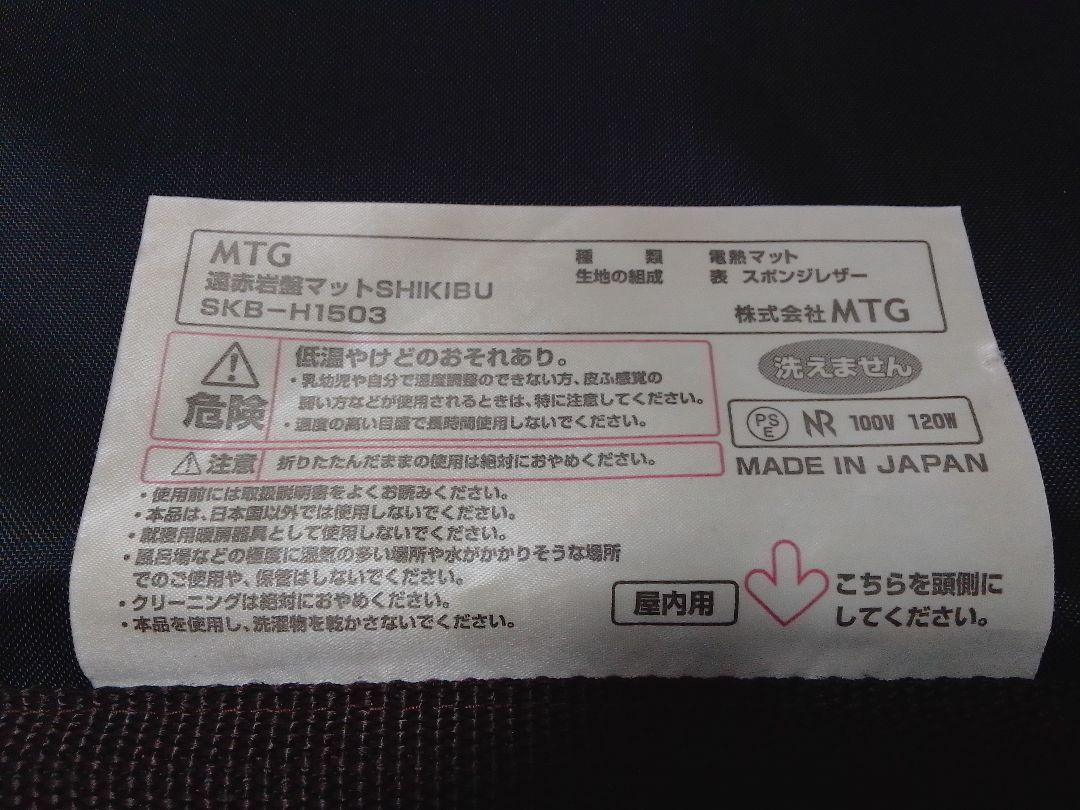 MTG
遠赤岩盤マットSHIKIBU
SKB-H1503
種類 電熱マット
生地の組成 表 スポンジレザー
株式会社MTG
危険
低温やけどのおそれあり。
・乳幼児や自分で温度調整のできない方、皮ふ感覚の
弱い方などが使用されるときは、特に注意してください。
・温度の高い目盛で長時間使用しないでください。
注意 折りたたんだままの使用は絶対におやめください。
洗えません
PSE NR 100V 120W
MADE IN JAPAN
・使用前には取扱説明書をよくお読みください。
・本品は、日本国以外では使用しないでください。
・就寝用暖房器具として使用しないでください。
・風呂場などの極度に湿気の多い場所や水がかかりそうな場所
でのご使用や、保管はしないでください。
・クリーニングは絶対におやめください。
・本品を使用し、洗濯物を乾かさないでください。
屋内用
こちらを頭側に
してください。